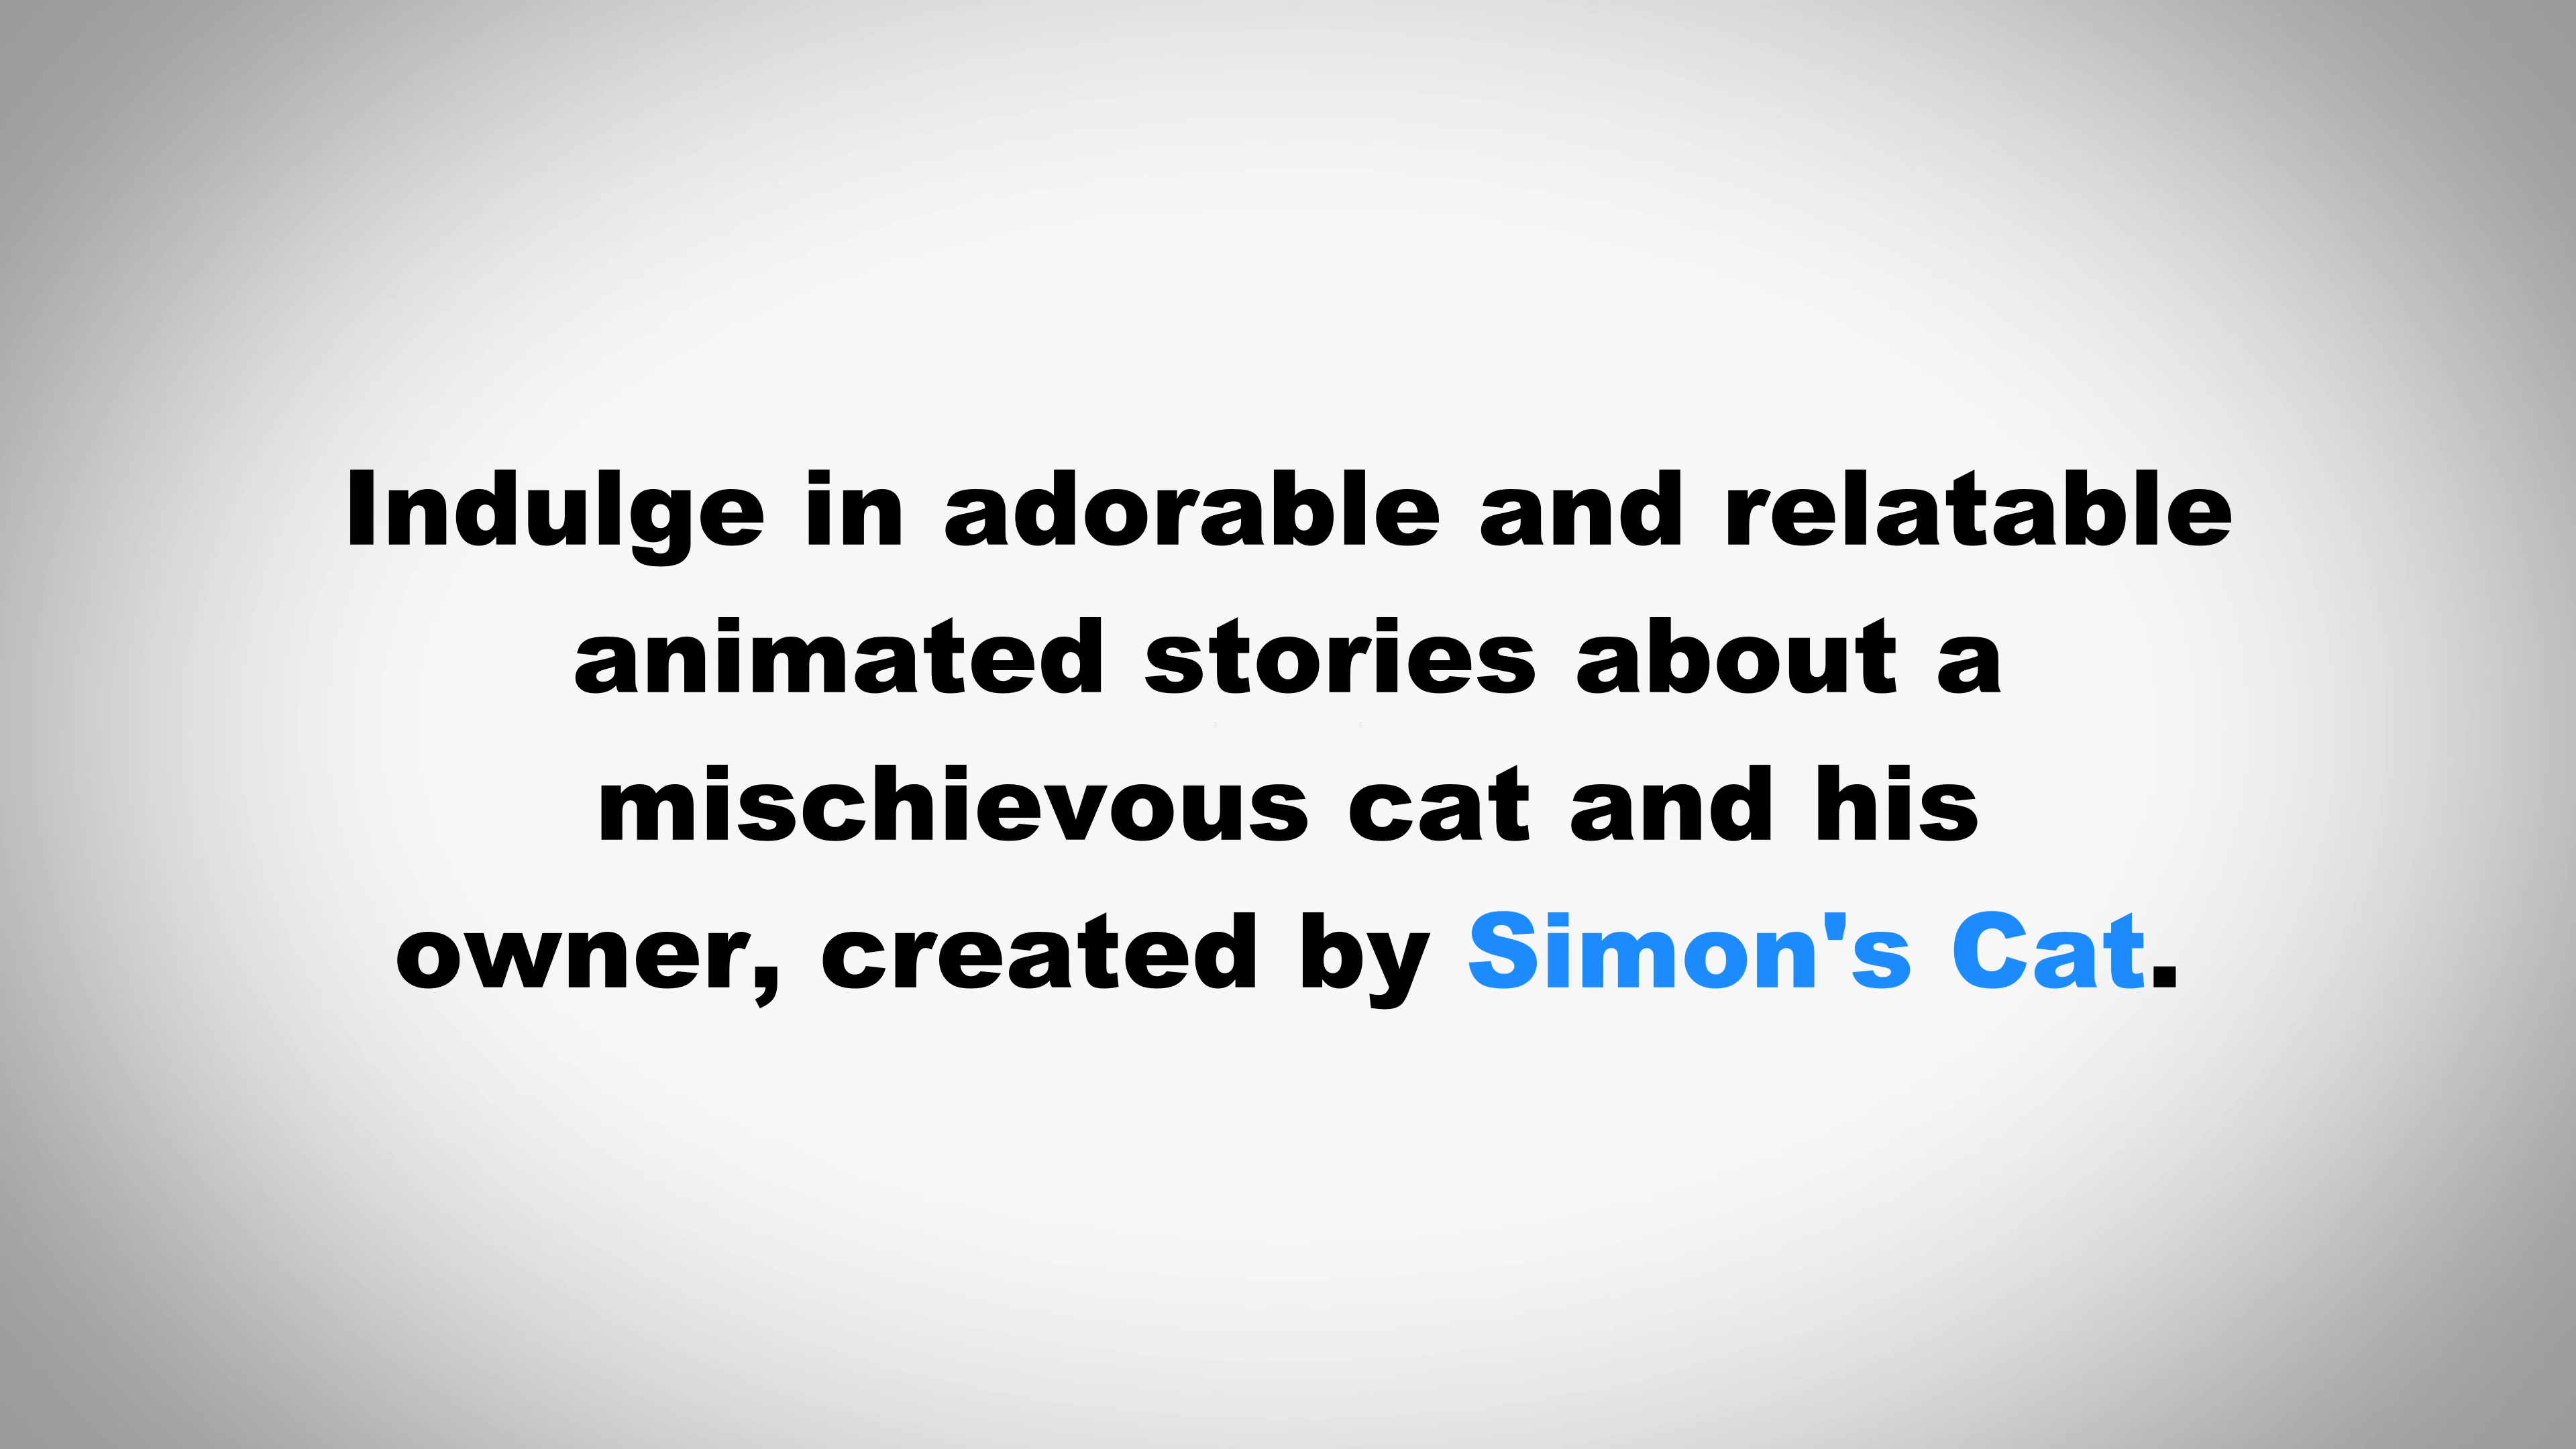 Indulge in adorable and relatable
animated stories about a
mischievous cat and his
owner, created by Simon's Cat.